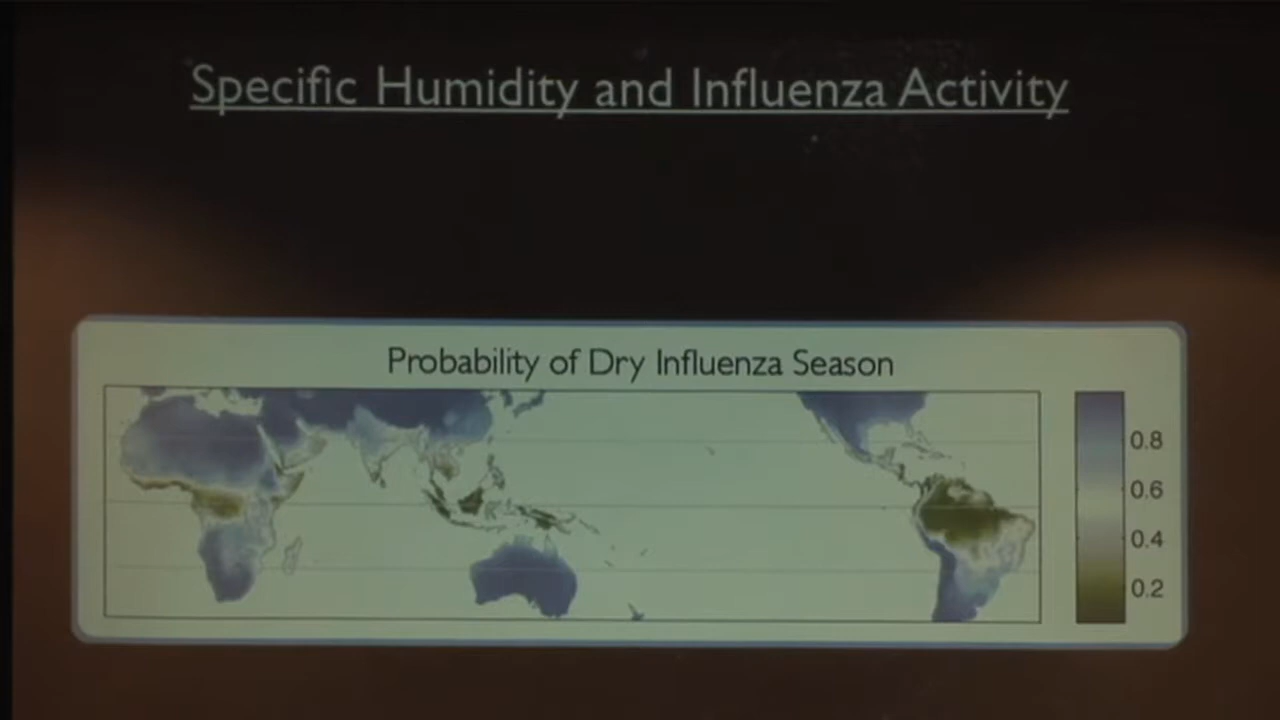 Specific Humidity and Influenza Activity
Probability of Dry Influenza Season
0.8
0.6
0.4
0.2